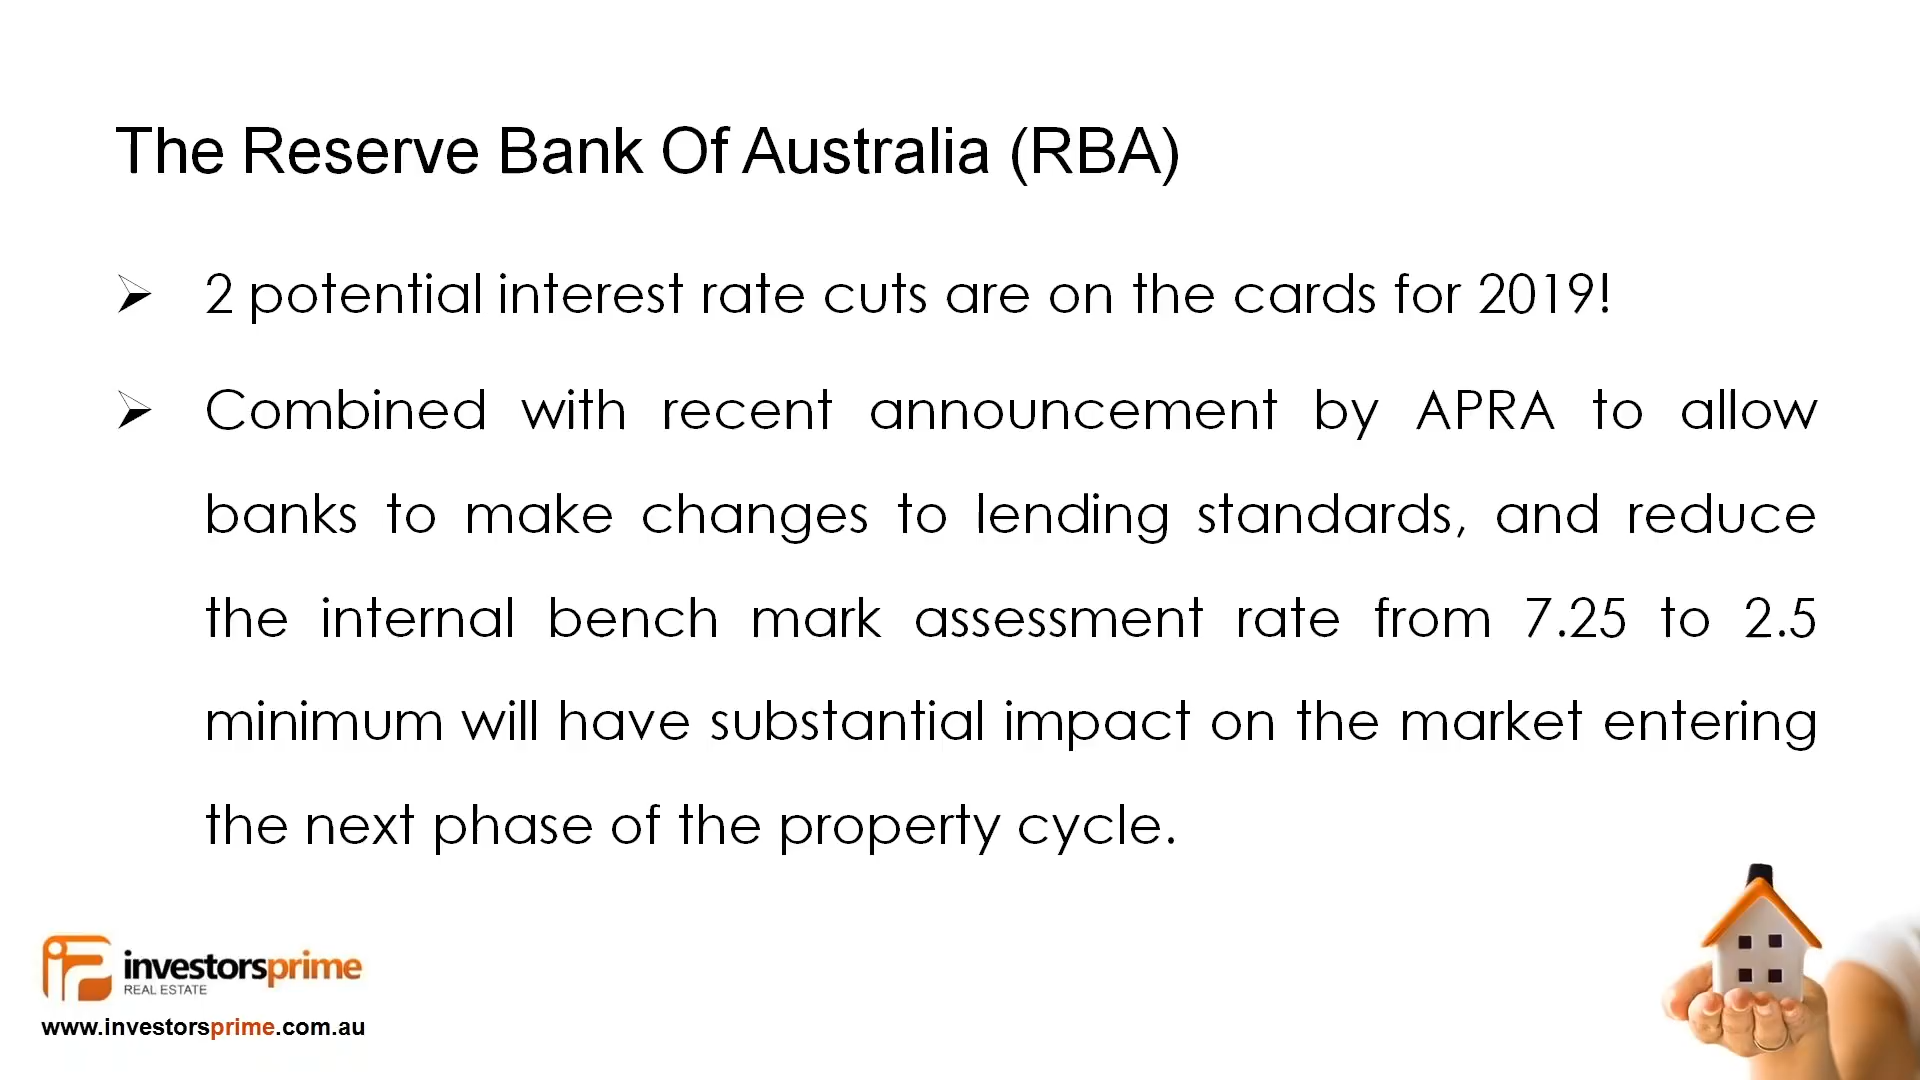 The Reserve Bank Of Australia (RBA)
2 potential interest rate cuts are on the cards for 2019!
Combined with recent announcement by APRA to allow
banks to make changes to lending standards, and reduce
the internal bench mark assessment rate from 7.25 to 2.5
minimum will have substantial impact on the market entering
the next phase of the property cycle.
investorsprime
REAL ESTATE
www.investorsprime.com.au